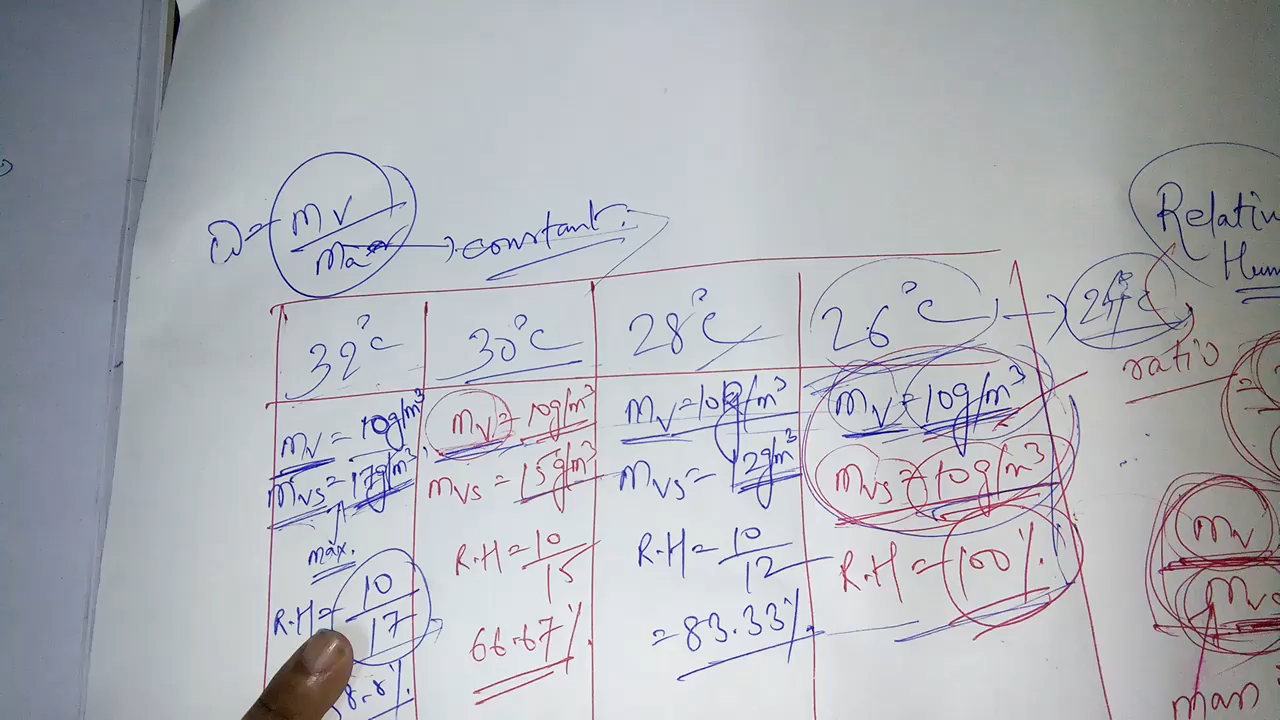 ω = mv/ma → constant.
32°C
30°C
28°C
26°C → 24°C
mv = 10g/m³
mvs = 17g/m³
max.
R.H = 10/17
8.8%.
mv = 10g/m³
mvs = 15g/m³
R.H = 10/15
66.67%.
mv = 10g/m³
mvs = 12g/m³
R.H = 10/12
= 83.33%.
mv = 10g/m³
mvs = 10g/m³
R.H = 100%.
Relativ
Hum
ratio
=
mv
mvs